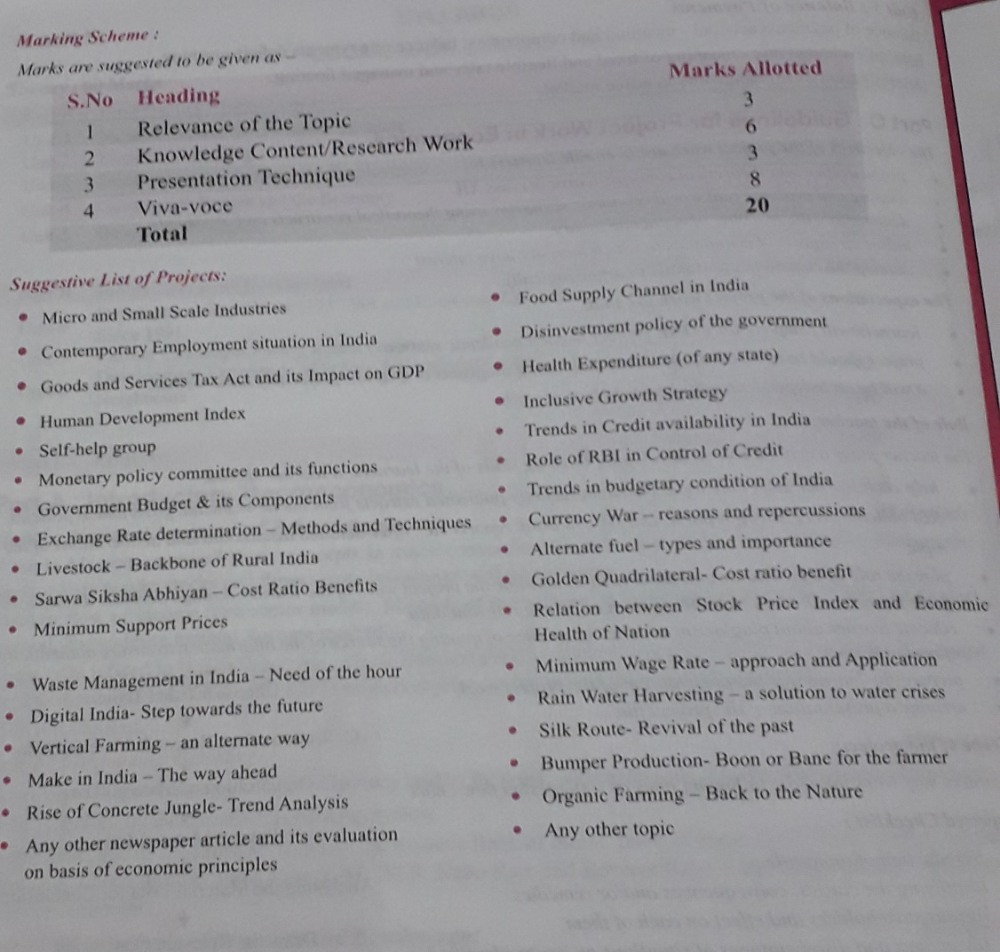 Marking Scheme :
Marks are suggested to be given as –
S.No Heading Marks Allotted
1 Relevance of the Topic 3
2 Knowledge Content/Research Work 6
3 Presentation Technique 3
4 Viva-voce 8
Total 20
Suggestive List of Projects:
• Micro and Small Scale Industries
• Contemporary Employment situation in India
• Goods and Services Tax Act and its Impact on GDP
• Human Development Index
• Self-help group
• Monetary policy committee and its functions
• Government Budget & its Components
• Exchange Rate determination – Methods and Techniques
• Livestock – Backbone of Rural India
• Sarwa Siksha Abhiyan – Cost Ratio Benefits
• Minimum Support Prices
• Waste Management in India – Need of the hour
• Digital India- Step towards the future
• Vertical Farming – an alternate way
• Make in India – The way ahead
• Rise of Concrete Jungle- Trend Analysis
• Any other newspaper article and its evaluation
on basis of economic principles
• Food Supply Channel in India
• Disinvestment policy of the government
• Health Expenditure (of any state)
• Inclusive Growth Strategy
• Trends in Credit availability in India
• Role of RBI in Control of Credit
• Trends in budgetary condition of India
• Currency War – reasons and repercussions
• Alternate fuel – types and importance
• Golden Quadrilateral- Cost ratio benefit
• Relation between Stock Price Index and Economic
Health of Nation
• Minimum Wage Rate – approach and Application
• Rain Water Harvesting – a solution to water crises
• Silk Route- Revival of the past
• Bumper Production- Boon or Bane for the farmer
• Organic Farming – Back to the Nature
• Any other topic